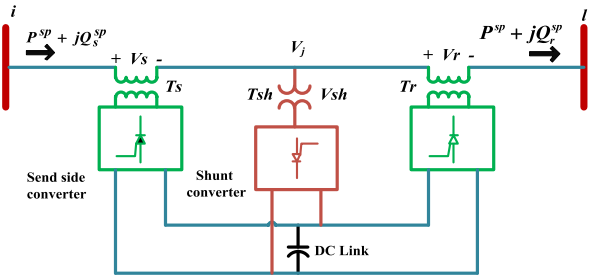 i
l
P^sp + jQ_s^sp
P^sp + jQ_r^sp
+ Vs -
V_j
+ Vr -
Ts
Tsh
Vsh
Tr
Send side
converter
Shunt
converter
DC Link